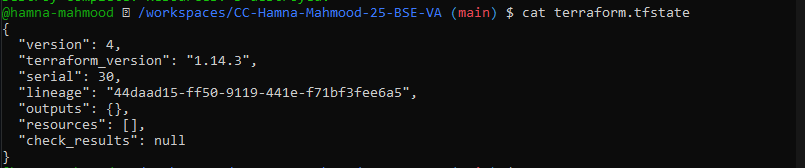 @hamna-mahmood /workspaces/CC-Hamna-Mahmood-25-BSE-VA (main) $ cat terraform.tfstate
{
  "version": 4,
  "terraform_version": "1.14.3",
  "serial": 30,
  "lineage": "44daad15-ff50-9119-441e-f71bf3fee6a5",
  "outputs": {},
  "resources": [],
  "check_results": null
}